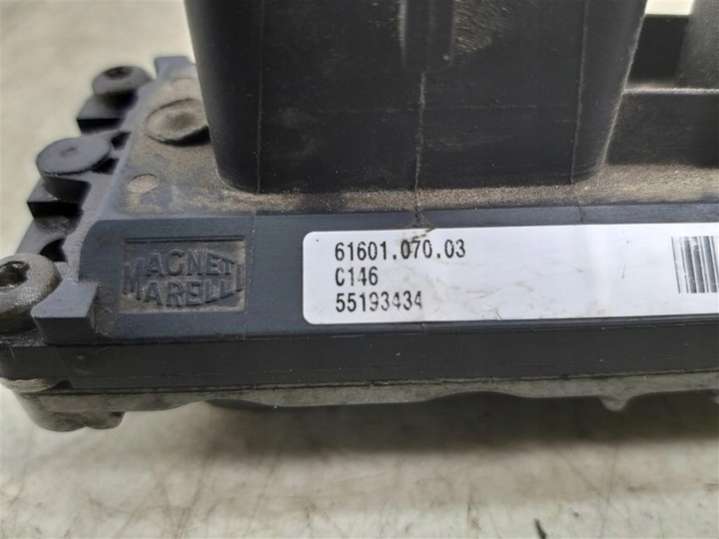 MAGNETI
MARELLI
61601.070.03
C146
55193434